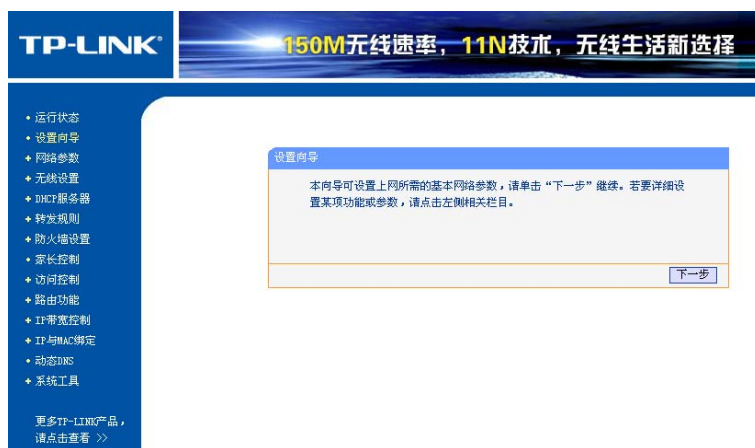 TP-LINK®
150M无线速率，11N技术，无线生活新选择
运行状态
设置向导
网络参数
无线设置
DHCP服务器
转发规则
防火墙设置
家长控制
访问控制
路由功能
IP带宽控制
IP与MAC绑定
动态DNS
系统工具
更多TP-LINK产品，
请点击查看 >>
设置向导
本向导可设置上网所需的基本网络参数，请单击“下一步”继续。若要详细设
置某项功能或参数，请点击左侧相关栏目。
下一步